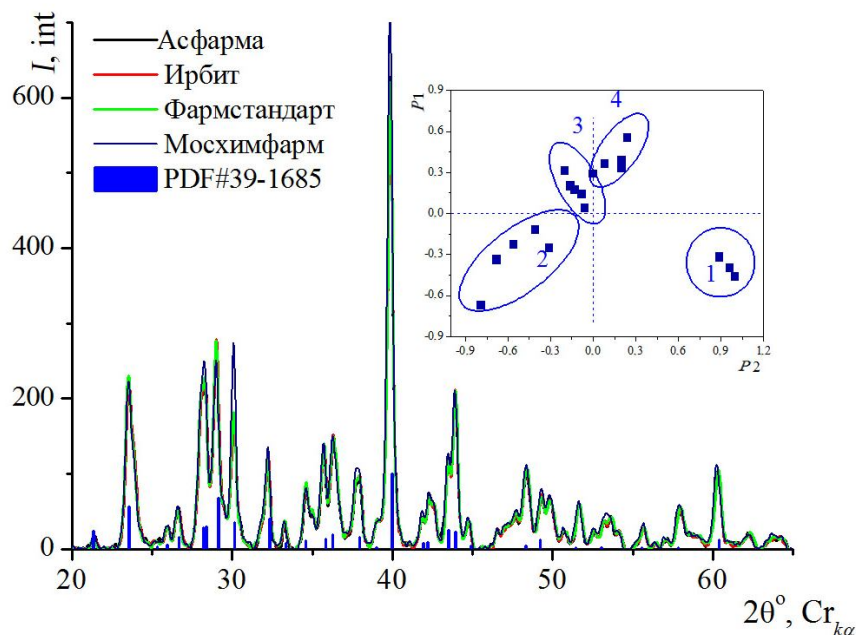 I, int
600
400
200
0
Асфарма
Ирбит
Фармстандарт
Мосхимфарм
PDF#39-1685
P1
0.9
0.6
0.3
0.0
-0.3
-0.6
-0.9
4
3
2
1
-0.9 -0.6 -0.3 0.0 0.3 0.6 0.9 1.2
P2
20 30 40 50 60
2θ°, Cr kα